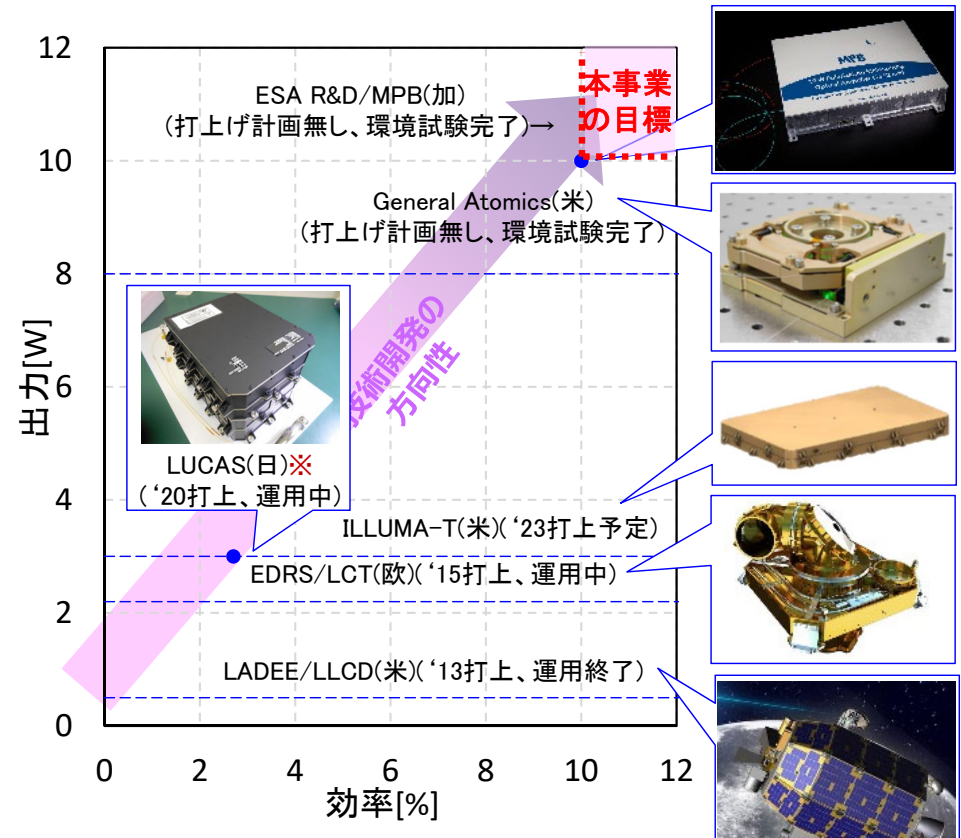 12
10
8
6
4
2
0
出力[W]
0
2
4
6
8
10
12
効率[%]
ESA R&D/MPB(加)
(打上げ計画無し、環境試験完了)→
本事業
の目標
General Atomics(米)
(打上げ計画無し、環境試験完了)
技術開発の
方向性
LUCAS(日)※
(‘20打上、運用中)
ILLUMA-T(米)(‘23打上予定)
EDRS/LCT(欧)(‘15打上、運用中)
LADEE/LLCD(米)(‘13打上、運用終了)
MPB